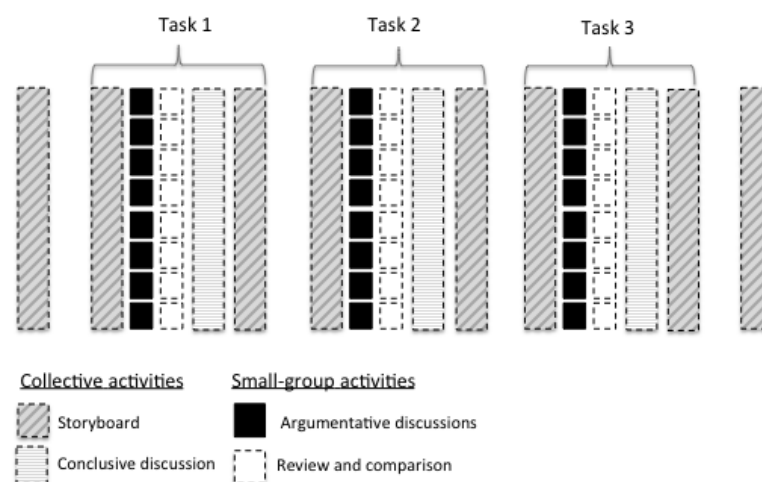 Task 1 Task 2 Task 3
Collective activities Small-group activities
Storyboard Argumentative discussions
Conclusive discussion Review and comparison